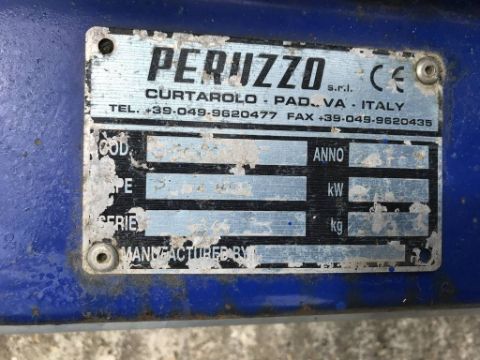 PERUZZO s.r.l. CE
CURTAROLO - PADOVA - ITALY
TEL. +39-049-9620477 FAX +39-049-9620435
COD. ANNO
TYPE kW
SERIE kg
MANUFACTURED BY